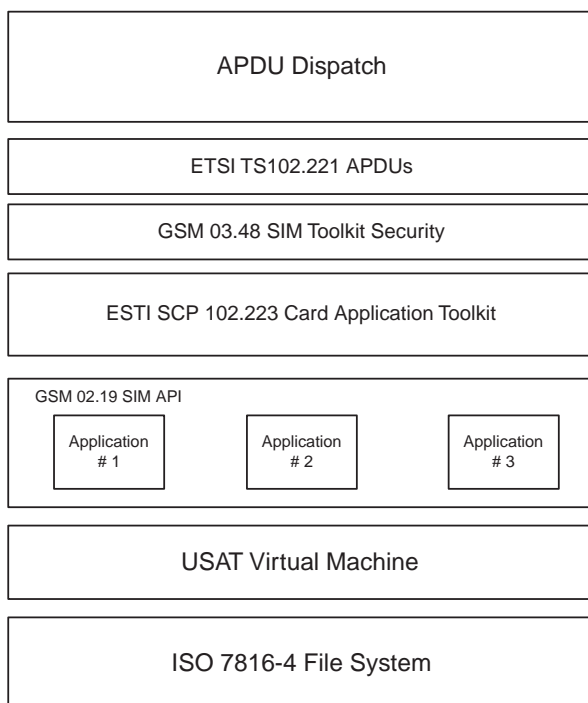 APDU Dispatch
ETSI TS102.221 APDUs
GSM 03.48 SIM Toolkit Security
ESTI SCP 102.223 Card Application Toolkit
GSM 02.19 SIM API
Application
# 1
Application
# 2
Application
# 3
USAT Virtual Machine
ISO 7816-4 File System